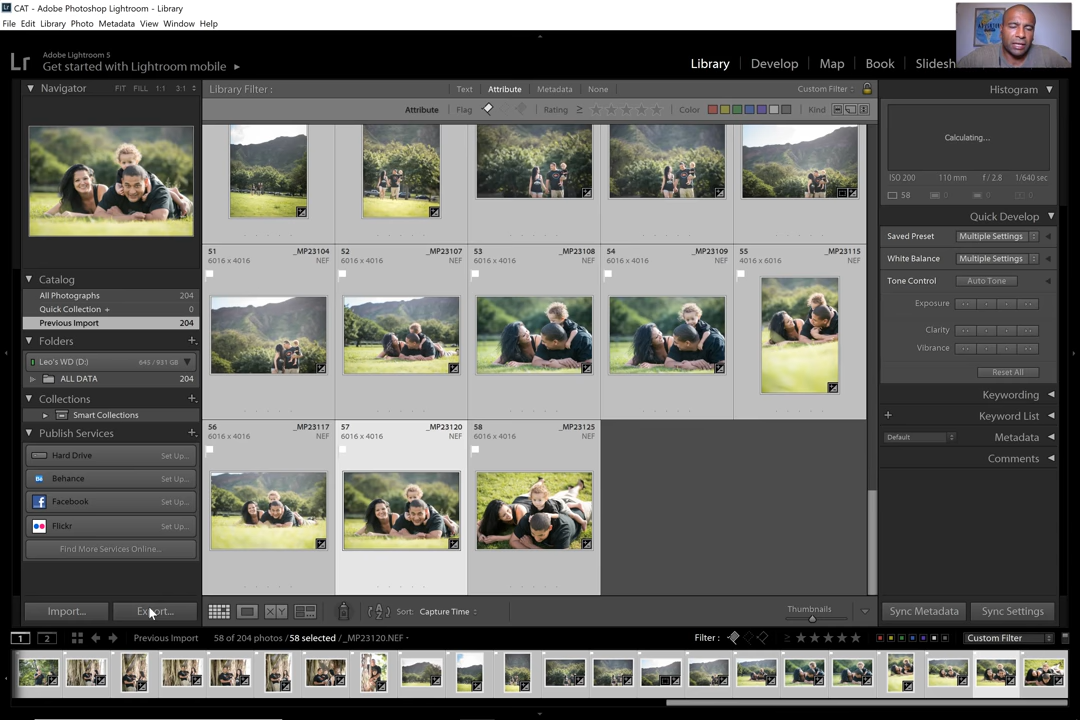 CAT - Adobe Photoshop Lightroom - Library
File Edit Library Photo Metadata View Window Help
Lr
Adobe Lightroom 5
Get started with Lightroom mobile
Library Develop Map Book Slidesh
Navigator FIT FILL 1:1 3:1
Library Filter : Text Attribute Metadata None Custom Filter :
Attribute Flag Rating ≥ Color Kind
Histogram
Calculating...
ISO 200 110 mm f / 2.8 1/640 sec
58 0 0 0
Quick Develop
Saved Preset Multiple Settings
White Balance Multiple Settings
Tone Control Auto Tone
Exposure
Clarity
Vibrance
Reset All
Keywording
Keyword List
Default Metadata
Comments
Catalog
All Photographs 204
Quick Collection + 0
Previous Import 204
Folders
Leo's WD (D:) 645 / 931 GB
ALL DATA 204
Collections
Smart Collections
Publish Services
Hard Drive Set Up...
Behance Set Up...
Facebook Set Up...
Flickr Set Up...
Find More Services Online...
51 _MP23104 52 _MP23107 53 _MP23108 54 _MP23109 55 _MP23115
6016 x 4016 NEF 6016 x 4016 NEF 6016 x 4016 NEF 6016 x 4016 NEF 4016 x 6016 NEF
56 _MP23117 57 _MP23120 58 _MP23125
6016 x 4016 NEF 6016 x 4016 NEF 6016 x 4016 NEF
Import... Export... Sort: Capture Time Thumbnails Sync Metadata Sync Settings
1 2 Previous Import 58 of 204 photos / 58 selected / _MP23120.NEF Filter : ≥ Custom Filter